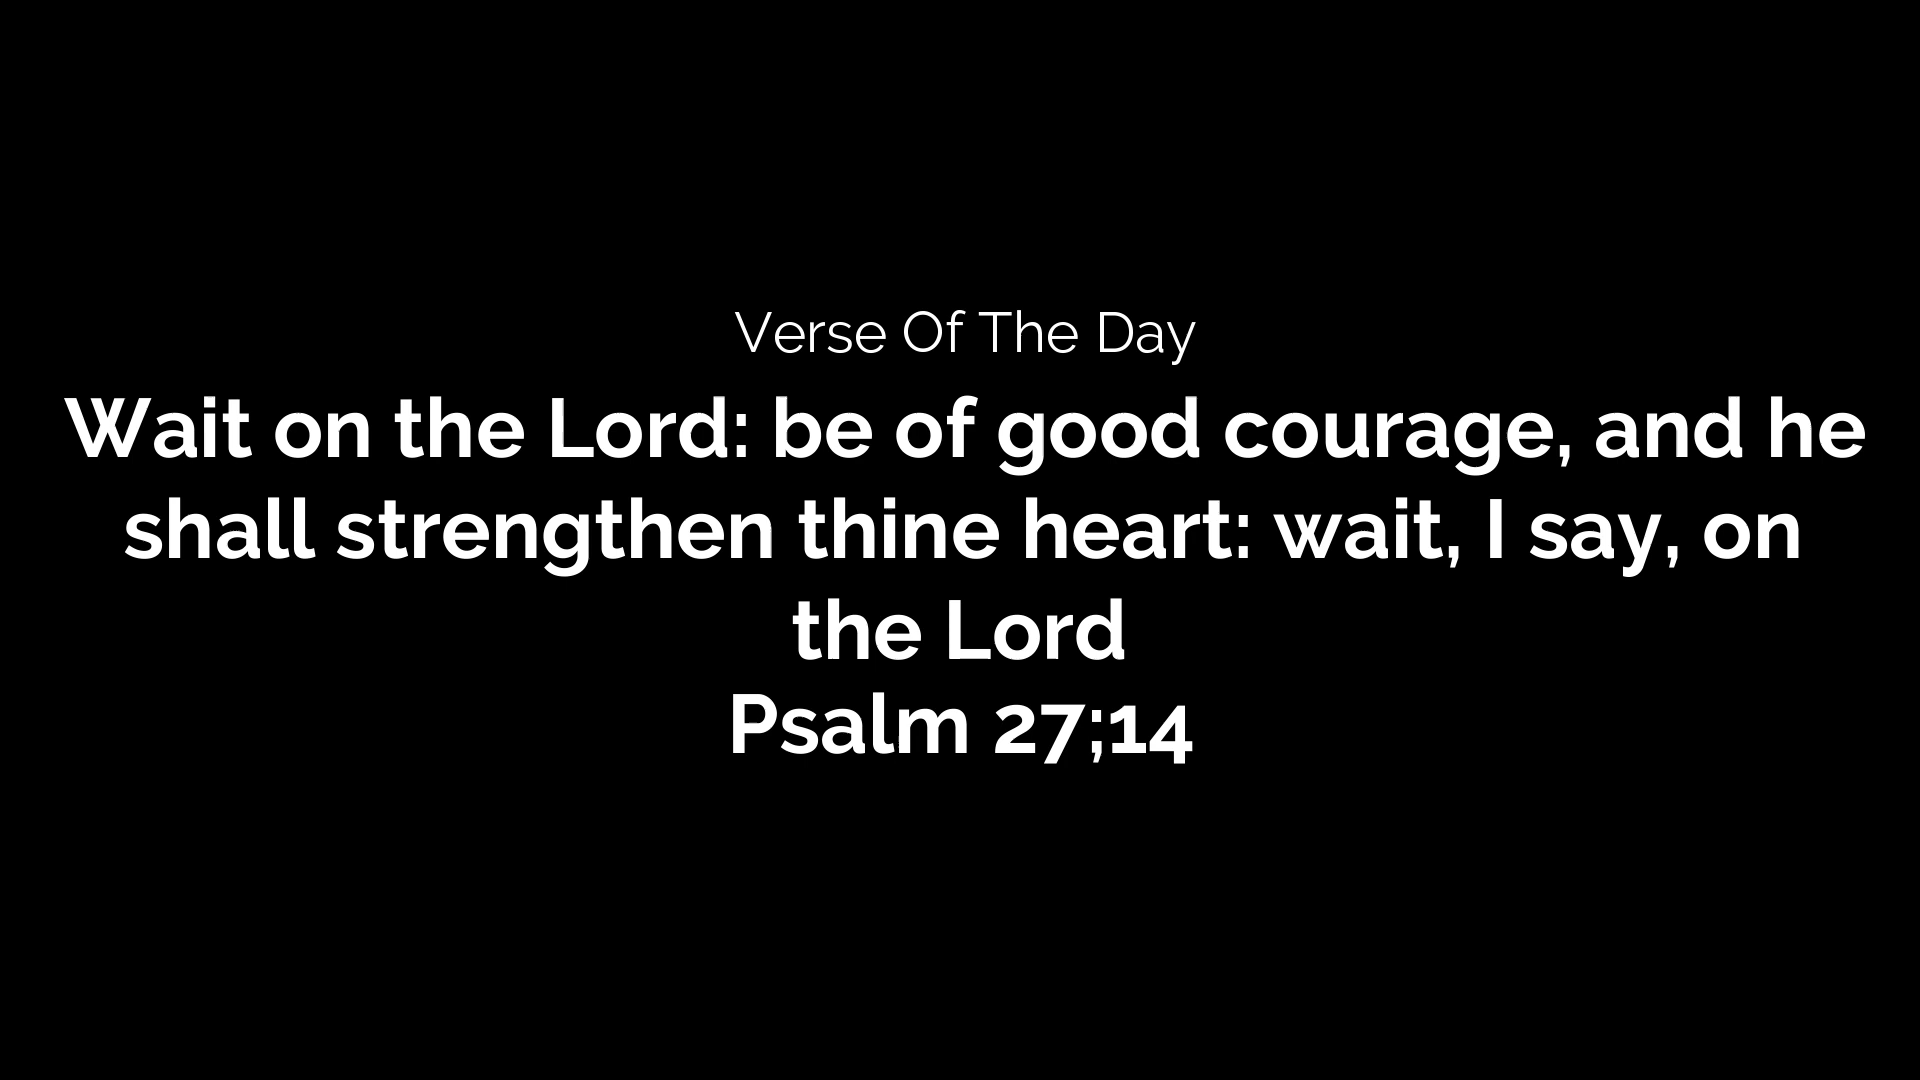 Verse Of The Day
Wait on the Lord: be of good courage, and he
shall strengthen thine heart: wait, I say, on
the Lord
Psalm 27;14